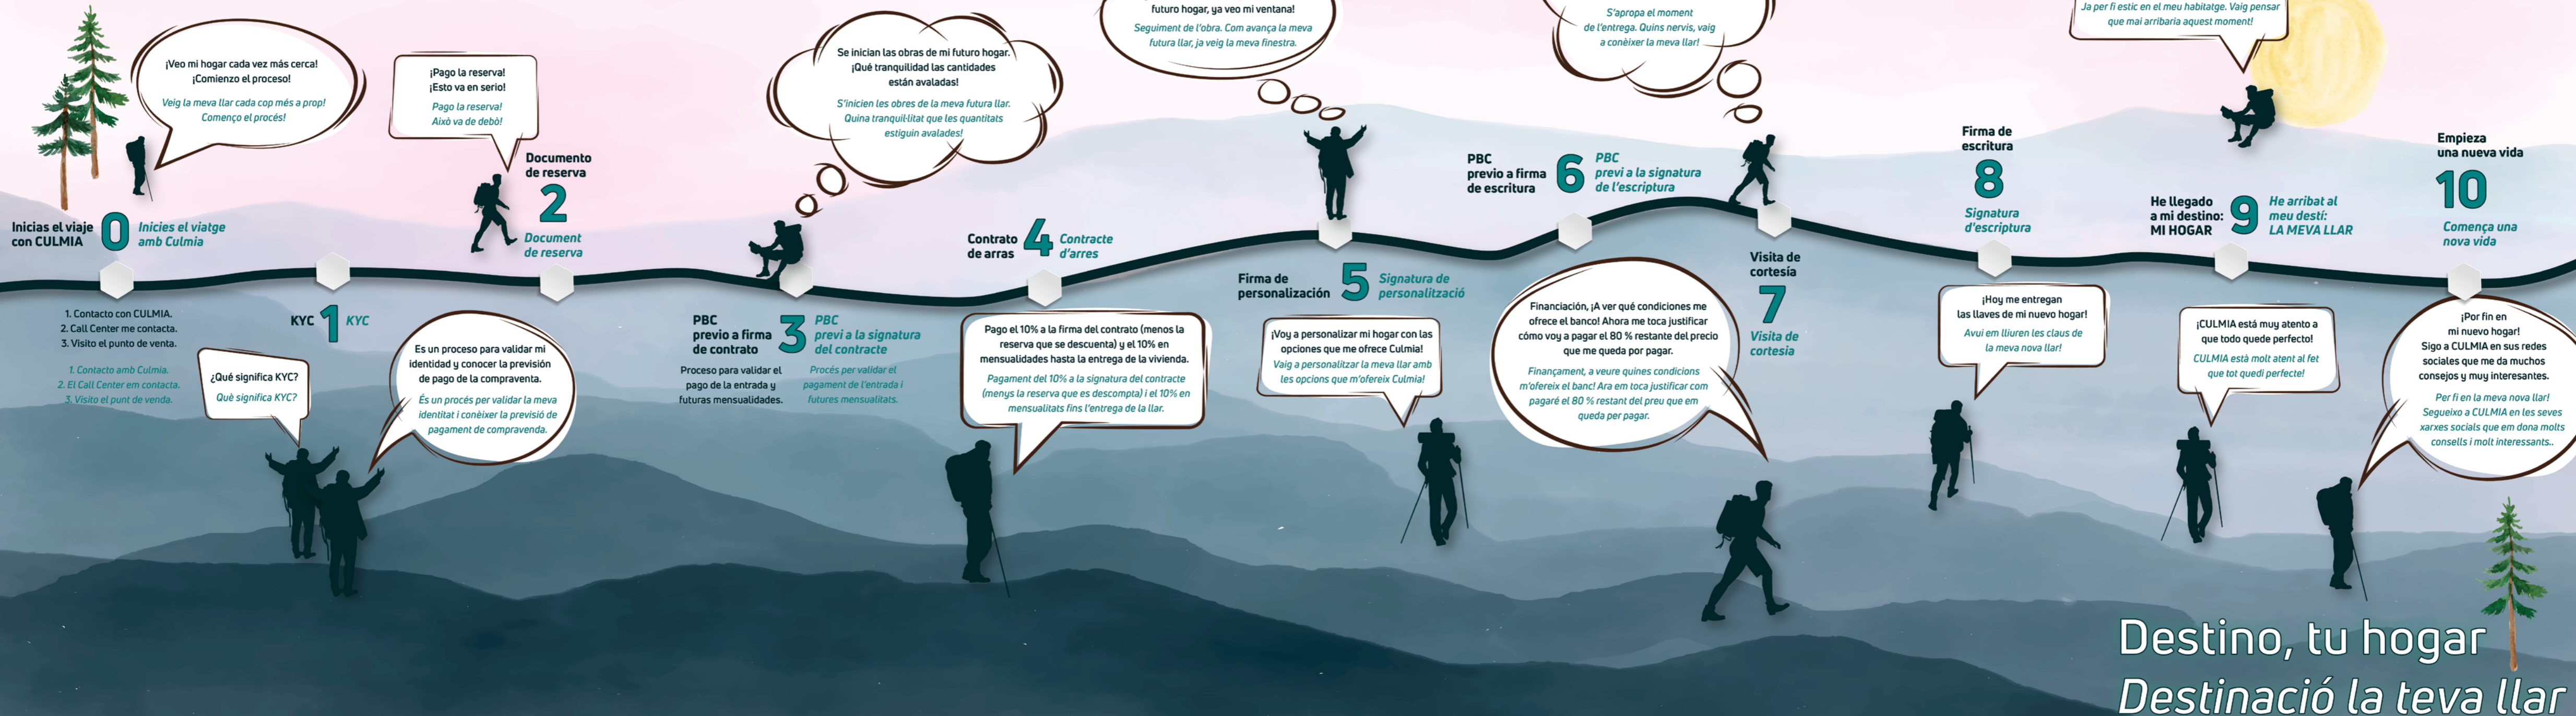 ¡Veo mi hogar cada vez más cerca!
¡Comienzo el proceso!
Veig la meva llar cada cop més a prop!
Começo el procés!
Inicias el viaje
con CULMIA
0
Inicies el viatge
amb Culmia
1. Contacto con CULMIA.
2. Call Center me contacta.
3. Visito el punto de venta.
1. Contacto amb Culmia.
2. El Call Center em contacta.
3. Visito el punt de venda.
KYC
1
KYC
¿Qué significa KYC?
Què significa KYC?
Es un proceso para validar mi
identidad y conocer la previsión
de pago de la compraventa.
És un procés per validar la meva
identitat i conèixer la previsió de
pagament de compravenda.
¡Pago la reserva!
¡Esto va en serio!
Pago la reserva!
Això va de debò!
Documento
de reserva
2
Document
de reserva
Se inician las obras de mi futuro hogar.
¡Qué tranquilidad las cantidades
están avaladas!
S'inicien les obres de la meva futura llar.
Quina tranquil·litat que les quantitats
estiguin avalades!
PBC
previo a firma
de contrato
3
PBC
previ a la signatura
del contracte
Proceso para validar el
pago de la entrada y
futuras mensualidades.
Procés per validar el
pagament de l'entrada i
futures mensualitats.
Contrato
de arras
4
Contracte
d'arres
Pago el 10% a la firma del contrato (menos la
reserva que se descuenta) y el 10% en
mensualidades hasta la entrega de la vivienda.
Pagament del 10% a la signatura del contracte
(menys la reserva que es descompta) i el 10% en
mensualitats fins l'entrega de la llar.
futuro hogar, ya veo mi ventana!
Seguiment de l'obra. Com avança la meva
futura llar, ja veig la meva finestra.
Firma de
personalización
5
Signatura de
personalització
¡Voy a personalizar mi hogar con las
opciones que me ofrece Culmia!
Vaig a personalitzar la meva llar amb
les opcions que m'ofereix Culmia!
PBC
previo a firma
de escritura
6
PBC
previ a la signatura
de l'escriptura
Financiación, ¡A ver qué condiciones me
ofrece el banco! Ahora me toca justificar
cómo voy a pagar el 80 % restante del precio
que me queda por pagar.
Finançament, a veure quines condicions
m'ofereix el banc! Ara em toca justificar com
pagaré el 80 % restant del preu que em
queda per pagar.
S'apropa el moment
de l'entrega. Quins nervis, vaig
a conèixer la meva llar!
Visita de
cortesía
7
Visita de
cortesia
Firma de
escritura
8
Signatura
d'escriptura
¡Hoy me entregan
las llaves de mi nuevo hogar!
Avui em lliuren les claus de
la meva nova llar!
Ja per fi estic en el meu habitatge. Vaig pensar
que mai arribaria aquest moment!
He llegado
a mi destino:
MI HOGAR
9
He arribat al
meu destí:
LA MEVA LLAR
¡CULMIA está muy atento a
que todo quede perfecto!
CULMIA està molt atent al fet
que tot quedi perfecte!
Empieza
una nueva vida
10
Comença una
nova vida
¡Por fin en
mi nuevo hogar!
Sigo a CULMIA en sus redes
sociales que me da muchos
consejos y muy interesantes.
Per fi en la meva nova llar!
Segueixo a CULMIA en les seves
xarxes socials que em dona molts
consells i molt interessants..
Destino, tu hogar
Destinació la teva llar